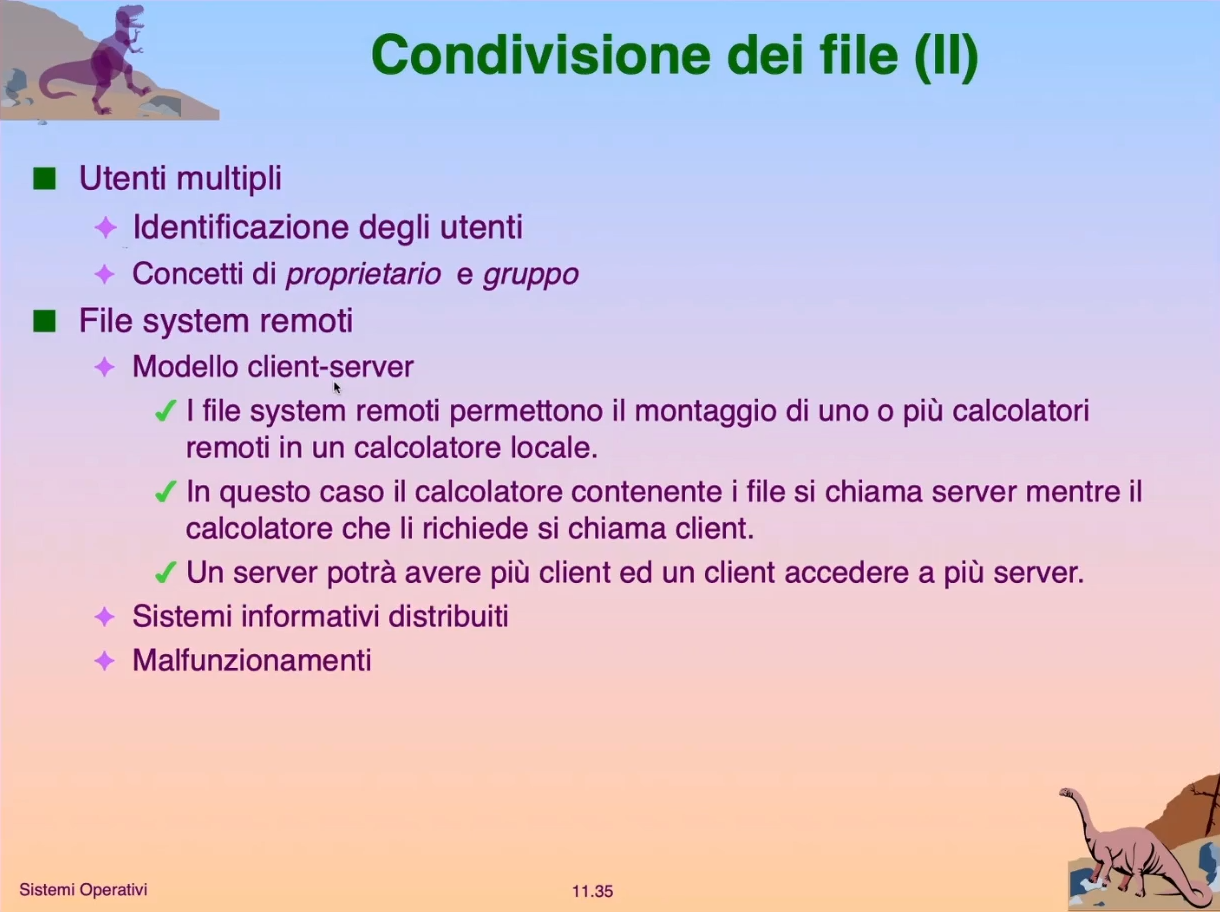 Condivisione dei file (II)
Utenti multipli
Identificazione degli utenti
Concetti di proprietario e gruppo
File system remoti
Modello client-server
I file system remoti permettono il montaggio di uno o più calcolatori
remoti in un calcolatore locale.
In questo caso il calcolatore contenente i file si chiama server mentre il
calcolatore che li richiede si chiama client.
Un server potrà avere più client ed un client accedere a più server.
Sistemi informativi distribuiti
Malfunzionamenti
Sistemi Operativi
11.35